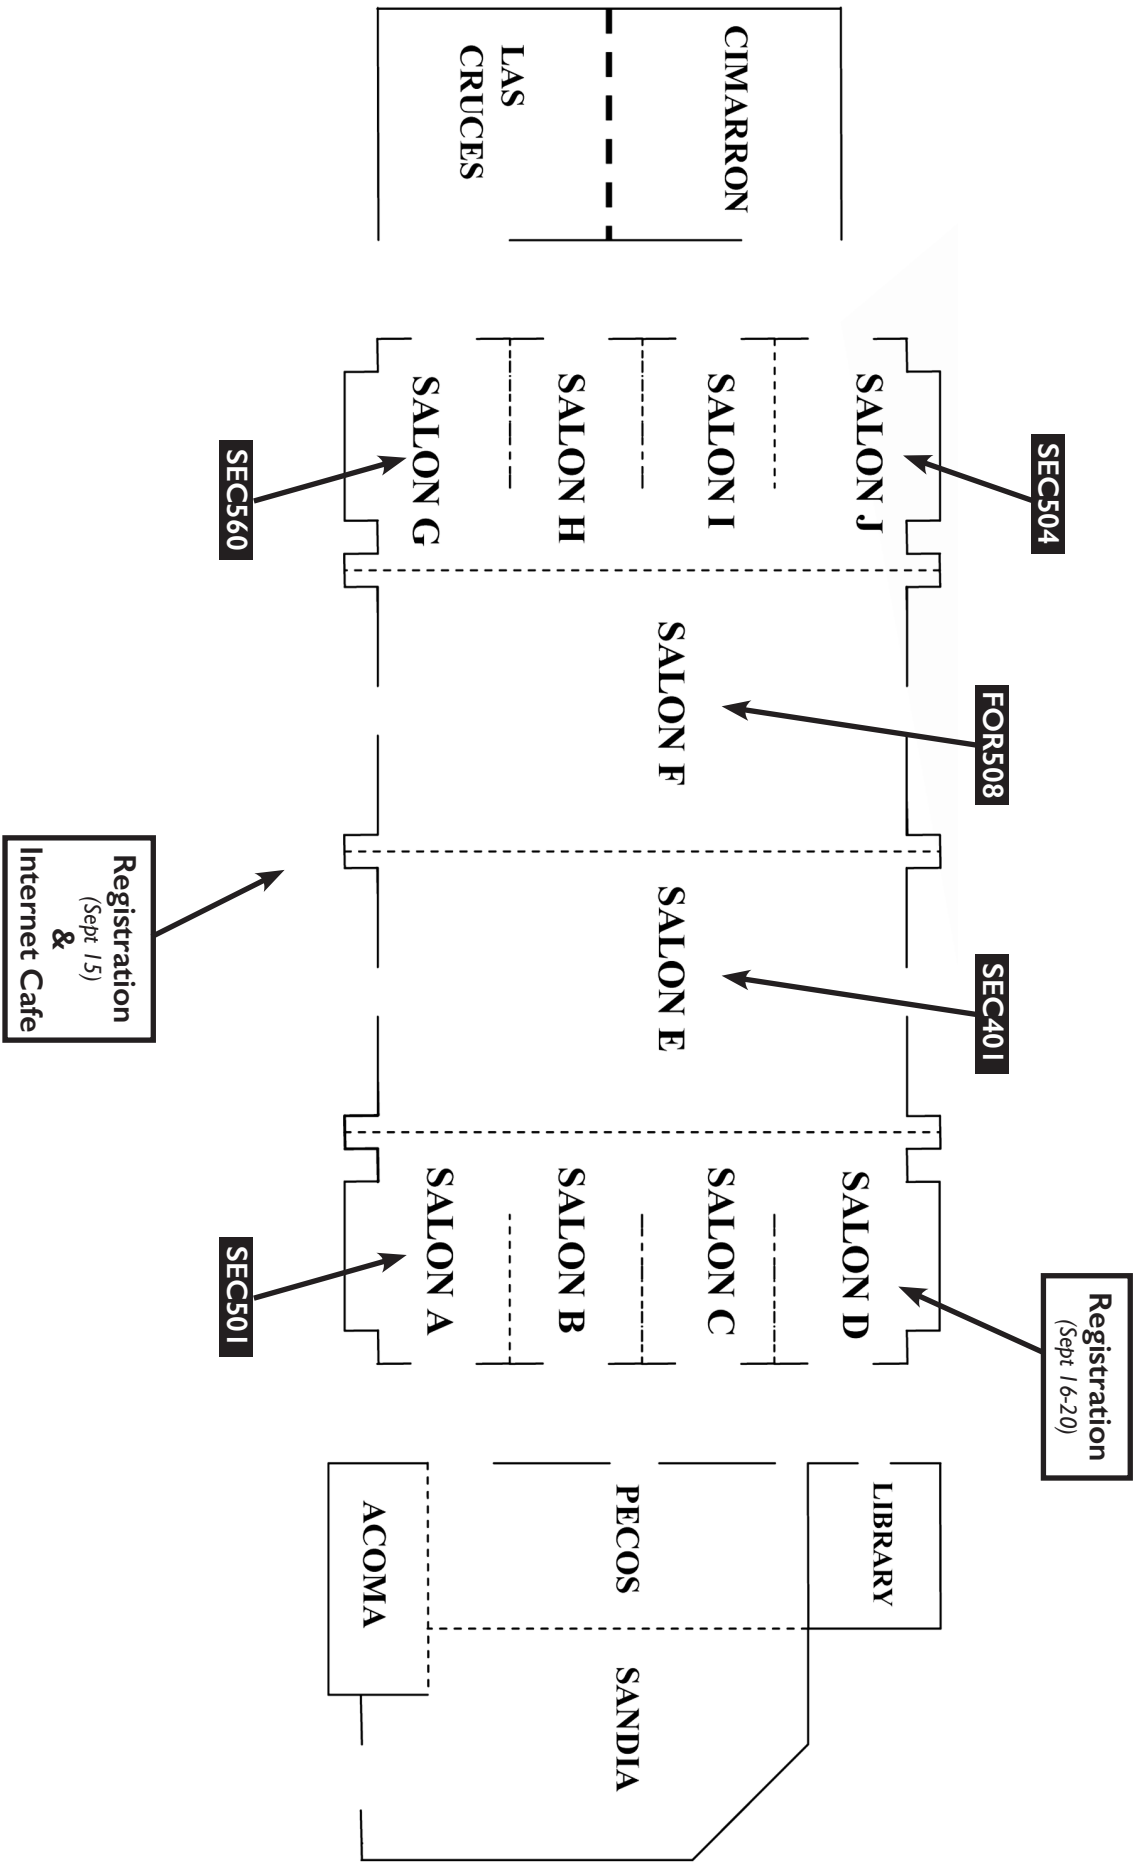 CIMARRON
LAS
CRUCES
SEC504
SALON J
SALON I
SALON H
SALON G
SEC560
FOR508
SALON F
Registration
(Sept 15)
&
Internet Cafe
SEC401
SALON E
Registration
(Sept 16-20)
SALON D
SALON C
SALON B
SALON A
SEC501
LIBRARY
PECOS
ACOMA
SANDIA